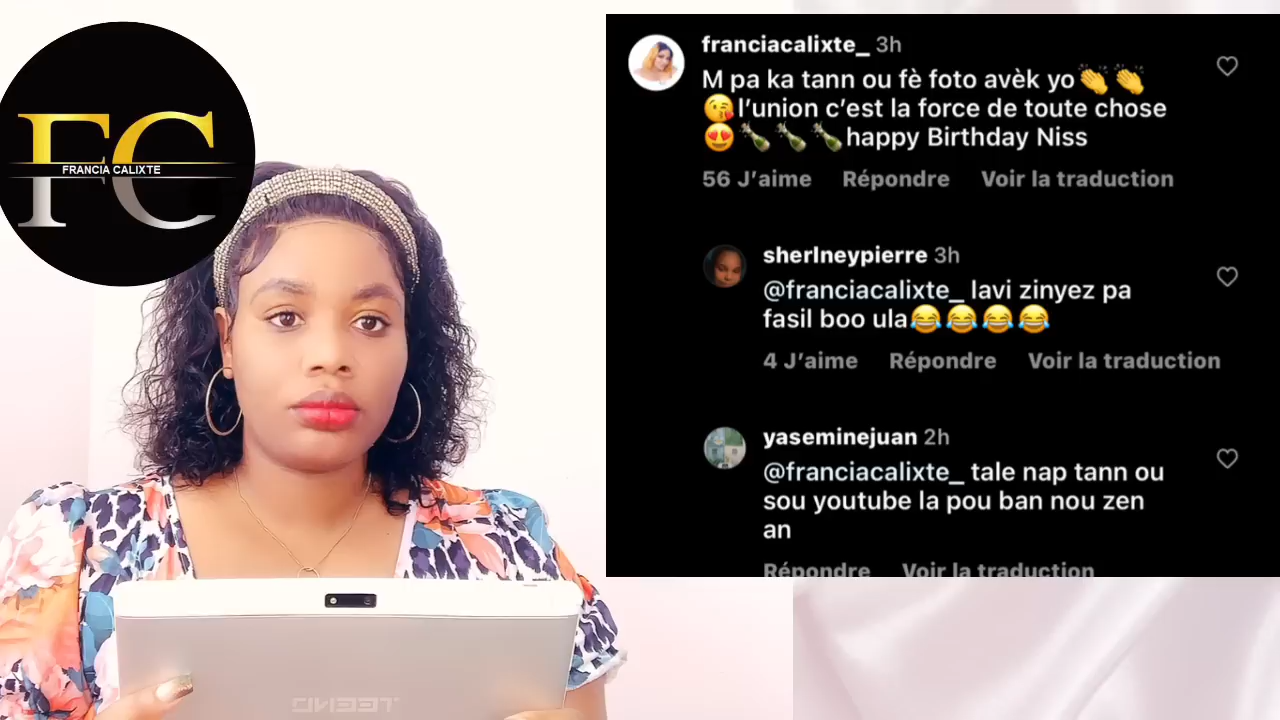 FC
FRANCIA CALIXTE
franciacalixte_ 3h
M pa ka tann ou fè foto avèk yo👏👏
😘l'union c'est la force de toute chose
😍🍾🍾🍾happy Birthday Niss
56 J'aime Répondre Voir la traduction
sherlneypierre 3h
@franciacalixte_ lavi zinyez pa
fasil boo ula😂😂😂😂
4 J'aime Répondre Voir la traduction
yaseminejuan 2h
@franciacalixte_ tale nap tann ou
sou youtube la pou ban nou zen
an
Répondre Voir la traduction